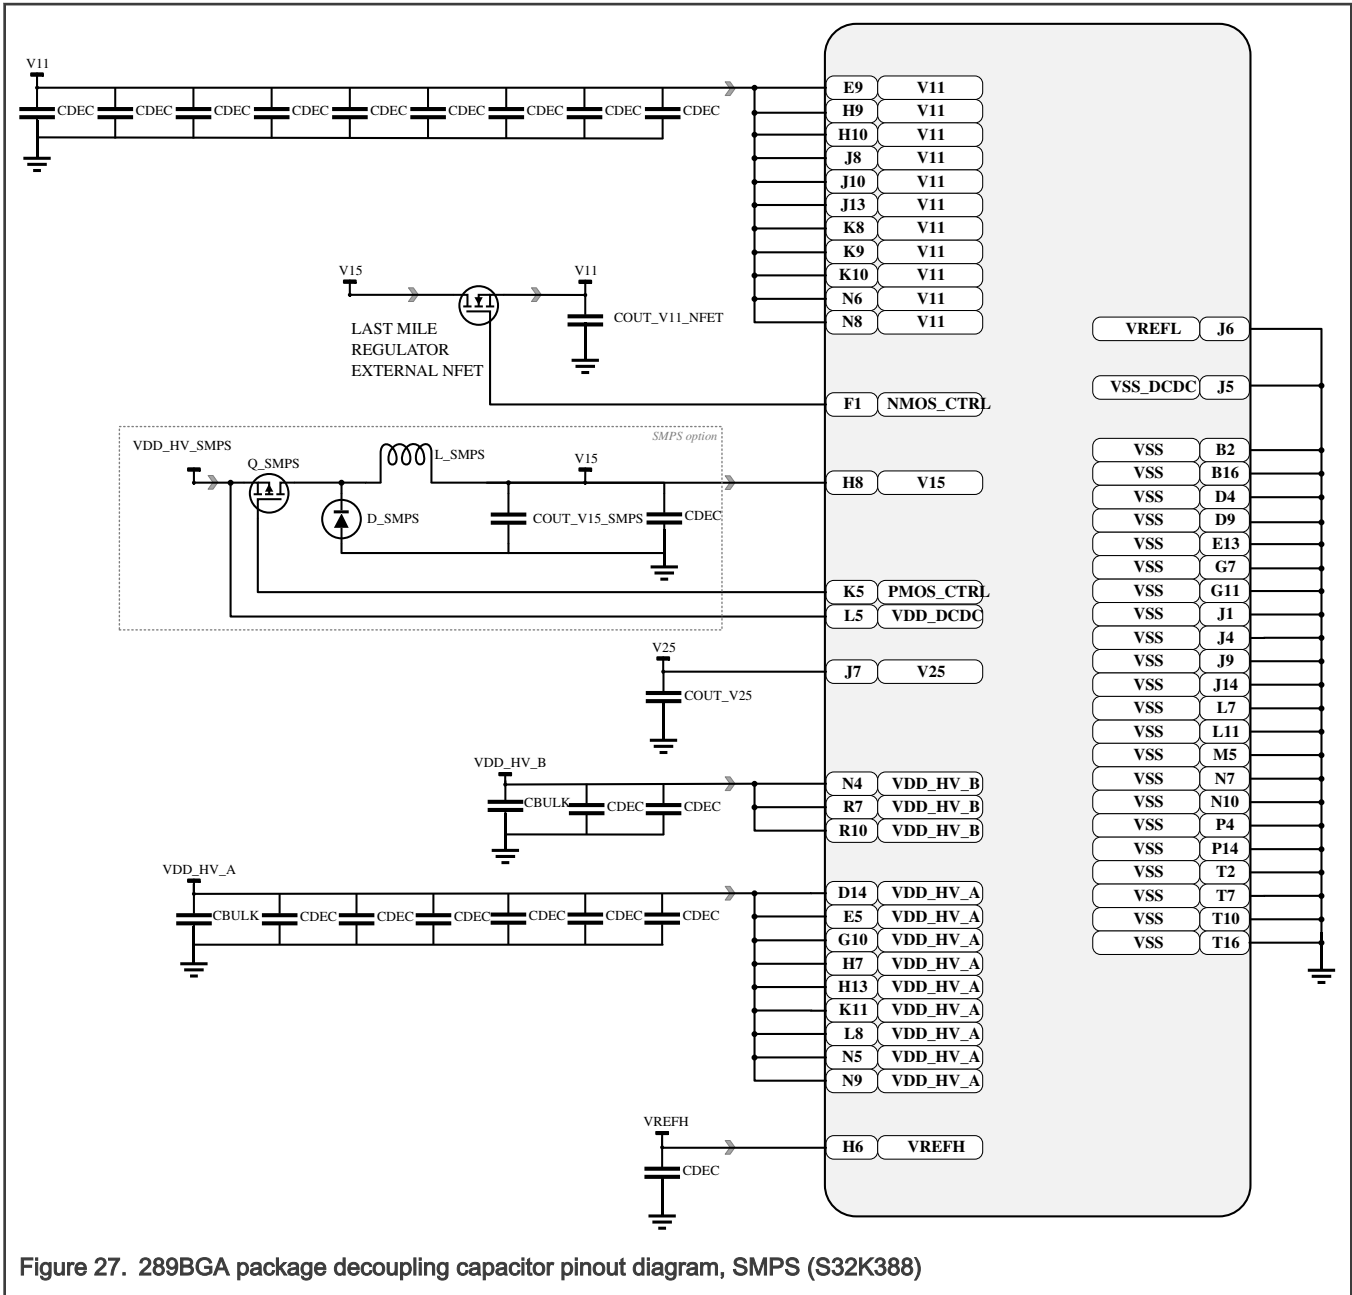 V11
CDEC CDEC CDEC CDEC CDEC CDEC CDEC CDEC CDEC
E9 V11
H9 V11
H10 V11
J8 V11
J10 V11
J13 V11
K8 V11
K9 V11
K10 V11
N6 V11
N8 V11
V15
V11
COUT_V11_NFET
LAST MILE
REGULATOR
EXTERNAL NFET
F1 NMOS_CTRL
SMPS option
VDD_HV_SMPS
Q_SMPS
L_SMPS
V15
D_SMPS
COUT_V15_SMPS
CDEC
H8 V15
K5 PMOS_CTRL
L5 VDD_DCDC
V25
COUT_V25
J7 V25
VDD_HV_B
CBULK CDEC CDEC
N4 VDD_HV_B
R7 VDD_HV_B
R10 VDD_HV_B
VDD_HV_A
CBULK CDEC CDEC CDEC CDEC CDEC CDEC
D14 VDD_HV_A
E5 VDD_HV_A
G10 VDD_HV_A
H7 VDD_HV_A
H13 VDD_HV_A
K11 VDD_HV_A
L8 VDD_HV_A
N5 VDD_HV_A
N9 VDD_HV_A
VREFH
CDEC
H6 VREFH
VREFL J6
VSS_DCDC J5
VSS B2
VSS B16
VSS D4
VSS D9
VSS E13
VSS G7
VSS G11
VSS J1
VSS J4
VSS J9
VSS J14
VSS L7
VSS L11
VSS M5
VSS N7
VSS N10
VSS P4
VSS P14
VSS T2
VSS T7
VSS T10
VSS T16
Figure 27. 289BGA package decoupling capacitor pinout diagram, SMPS (S32K388)